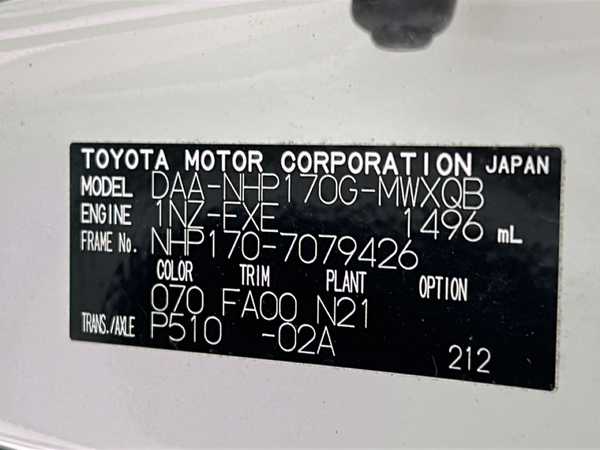 TOYOTA MOTOR CORPORATION JAPAN
MODEL DAA-NHP170G-MWXQB
ENGINE 1NZ-EXE 1496 mL
FRAME No. NHP170-7079426
COLOR TRIM PLANT OPTION
070 FA00 N21
TRANS./AXLE P510 -02A
212